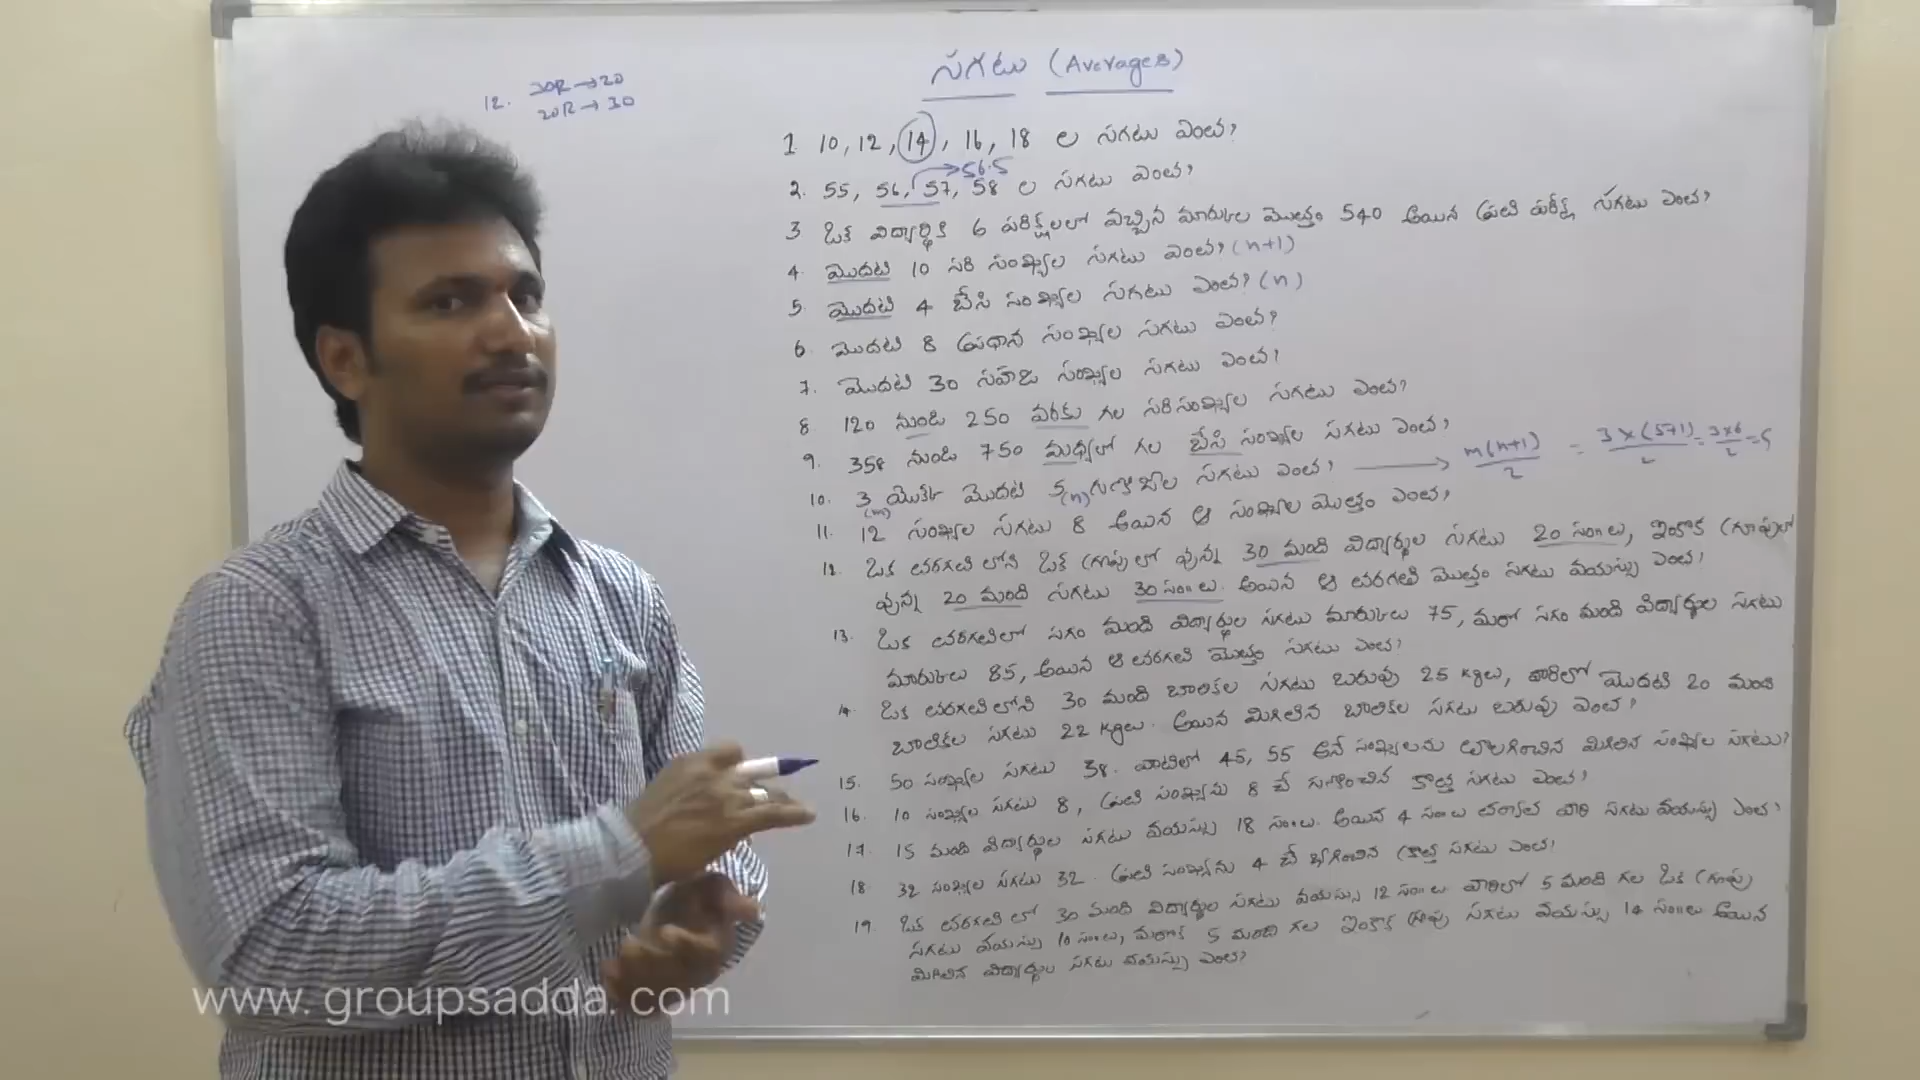 సగటు (Averages)
12. 30R→20
20R→30
1. 10, 12, 14, 16, 18 ల సగటు ఎంత?
→56.5
2. 55, 56, 57, 58 ల సగటు ఎంత?
3 ఒక విద్యార్థికి 6 పరీక్షలలో వచ్చిన మార్కుల మొత్తం 540 అయిన ప్రతి పరీక్ష సగటు ఎంత?
4. మొదటి 10 సరి సంఖ్యల సగటు ఎంత? (n+1)
5. మొదటి 4 బేసి సంఖ్యల సగటు ఎంత? (n)
6. మొదటి 8 ప్రధాన సంఖ్యల సగటు ఎంత?
7. మొదటి 30 సహజ సంఖ్యల సగటు ఎంత?
8. 120 నుండి 250 వరకు గల సరిసంఖ్యల సగటు ఎంత?
9. 358 నుండి 750 మధ్యలో గల బేసి సంఖ్యల సగటు ఎంత?
10. 3 (m) యొక్క మొదటి 5 (n) గుణిజాల సగటు ఎంత? → m(n+1)/2 = 3×(5+1)/2 = 3×6/2 = 9
11. 12 సంఖ్యల సగటు 8 అయిన ఆ సంఖ్యల మొత్తం ఎంత?
12. ఒక తరగతి లోని ఒక గ్రూపులో వున్న 30 మంది విద్యార్థుల సగటు 20 సం॥లు, ఇంకొక గ్రూపులో
వున్న 20 మంది సగటు 30 సం॥లు. అయిన ఆ తరగతి మొత్తం సగటు వయస్సు ఎంత?
13. ఒక తరగతిలో సగం మంది విద్యార్థుల సగటు మార్కులు 75, మరో సగం మంది విద్యార్థుల సగటు
మార్కులు 85, అయిన ఆ తరగతి మొత్తం సగటు ఎంత?
14 ఒక తరగతి లోని 30 మంది బాలికల సగటు బరువు 25 kgలు, వారిలో మొదటి 20 మంది
బాలికల సగటు 22 kgలు. అయిన మిగిలిన బాలికల సగటు బరువు ఎంత?
15. 50 సంఖ్యల సగటు 38. వాటిలో 45, 55 అనే సంఖ్యలను తొలగించిన మిగిలిన సంఖ్యల సగటు?
16. 10 సంఖ్యల సగటు 8, ప్రతి సంఖ్యను 8 చే గుణించిన కొత్త సగటు ఎంత?
17. 15 మంది విద్యార్థుల సగటు వయస్సు 18 సం॥లు. అయిన 4 సం॥లు తర్వాత వారి సగటు వయస్సు ఎంత?
18 32 సంఖ్యల సగటు 32. ప్రతి సంఖ్యను 4 చే భాగించిన కొత్త సగటు ఎంత?
19. ఒక తరగతి లో 30 మంది విద్యార్థుల సగటు వయస్సు 12 సం॥లు. వారిలో 5 మంది గల ఒక గ్రూపు
సగటు వయస్సు 10 సం॥లు, మరొక 5 మంది గల ఇంకొక గ్రూపు సగటు వయస్సు 14 సం॥లు అయిన
మిగిలిన విద్యార్థుల సగటు వయస్సు ఎంత?
www.groupsadda.com